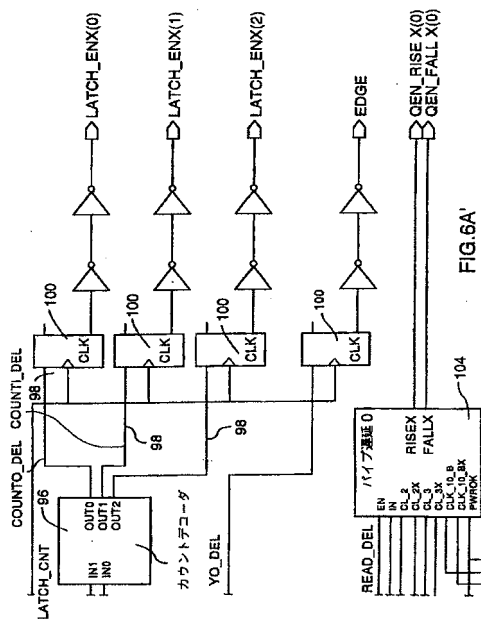 LATCH_ENX(0)
LATCH_ENX(1)
LATCH_ENX(2)
EDGE
QEN_RISE X(0)
QEN_FALL X(0)
FIG.6A'
100
CLK
100
CLK
100
CLK
100
CLK
98
COUNT0_DEL
COUNT1_DEL
98
98
LATCH_CNT
96
IN1
IN0
OUT0
OUT1
OUT2
カウントデコーダ
Y0_DEL
READ_DEL
パイプ遅延 0
EN
IN
CL_2
CL_2X
CL_3
CL_3X
CLK_10_B
CLK_10_BX
PWROK
RISEX
FALLX
104